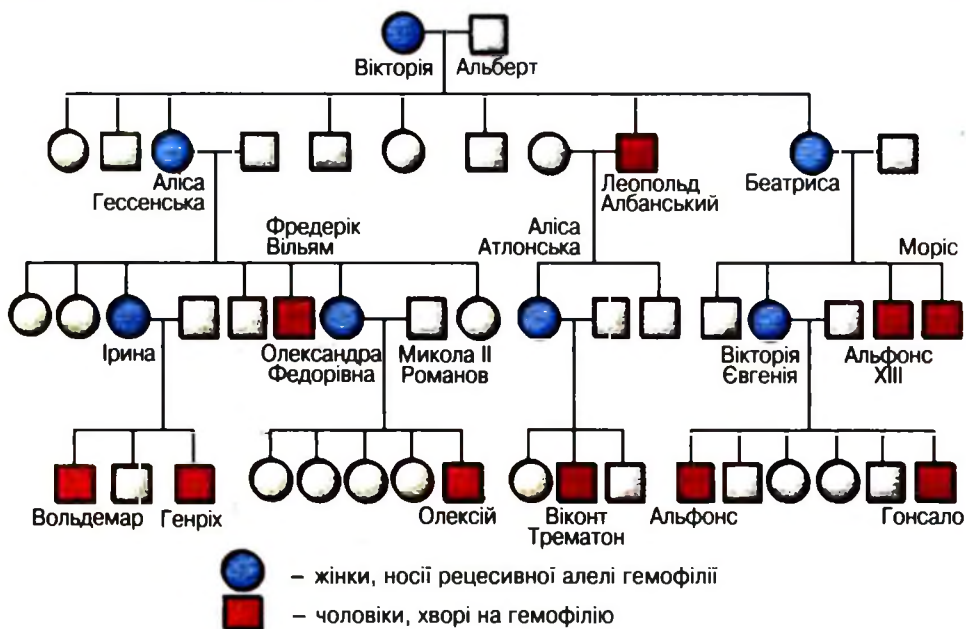 Вікторія Альберт
Аліса
Гессенська
Леопольд
Албанський
Беатриса
Фредерік
Вільям
Аліса
Атлонська
Моріс
Ірина
Олександра
Федорівна
Микола II
Романов
Вікторія
Євгенія
Альфонс
XIII
Вольдемар Генріх
Олексій
Віконт
Трематон
Альфонс
Гонсало
– жінки, носії рецесивної алелі гемофілії
– чоловіки, хворі на гемофілію